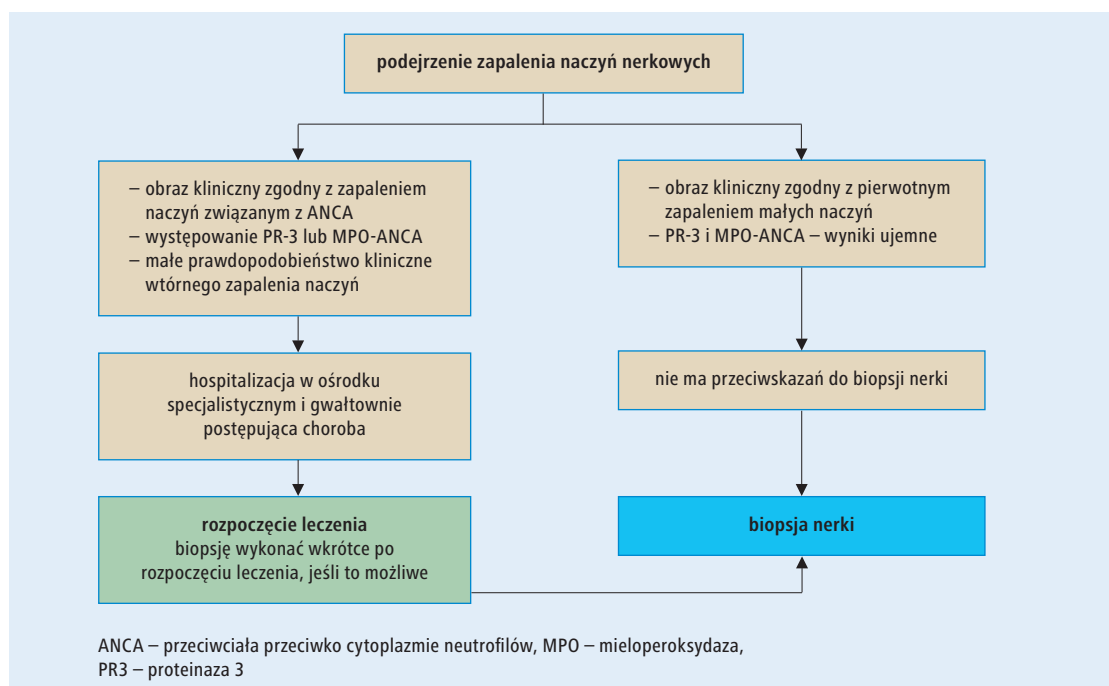 podejrzenie zapalenia naczyń nerkowych
– obraz kliniczny zgodny z zapaleniem
naczyń związanym z ANCA
– występowanie PR-3 lub MPO-ANCA
– małe prawdopodobieństwo kliniczne
wtórnego zapalenia naczyń
– obraz kliniczny zgodny z pierwotnym
zapaleniem małych naczyń
– PR-3 i MPO-ANCA – wyniki ujemne
hospitalizacja w ośrodku
specjalistycznym i gwałtownie
postępująca choroba
nie ma przeciwskazań do biopsji nerki
rozpoczęcie leczenia
biopsję wykonać wkrótce po
rozpoczęciu leczenia, jeśli to możliwe
biopsja nerki
ANCA – przeciwciała przeciwko cytoplazmie neutrofilów, MPO – mieloperoksydaza,
PR3 – proteinaza 3